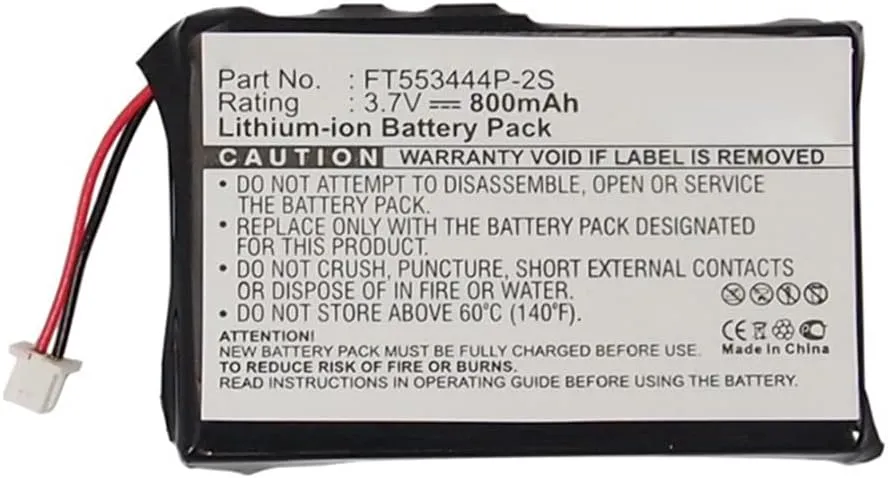 Part No. : FT553444P-2S
Rating : 3.7V 800mAh
Lithium-ion Battery Pack
CAUTION WARRANTY VOID IF LABEL IS REMOVED
• DO NOT ATTEMPT TO DISASSEMBLE, OPEN OR SERVICE
THE BATTERY PACK.
• REPLACE ONLY WITH THE BATTERY PACK DESIGNATED
FOR THIS EQUIPMENT.
• DO NOT CRUSH, PUNCTURE, SHORT EXTERNAL CONTACTS
OR DISPOSE OF IN FIRE OR WATER.
• DO NOT STORE ABOVE 60°C (140°F).
CE
Made In China
ATTENTION!
NEW BATTERY PACK MUST BE FULLY CHARGED BEFORE FIRST USE.
TO REDUCE RISK OF FIRE OR BURNS.
READ INSTRUCTIONS IN OPERATING GUIDE BEFORE USING THE BATTERY.